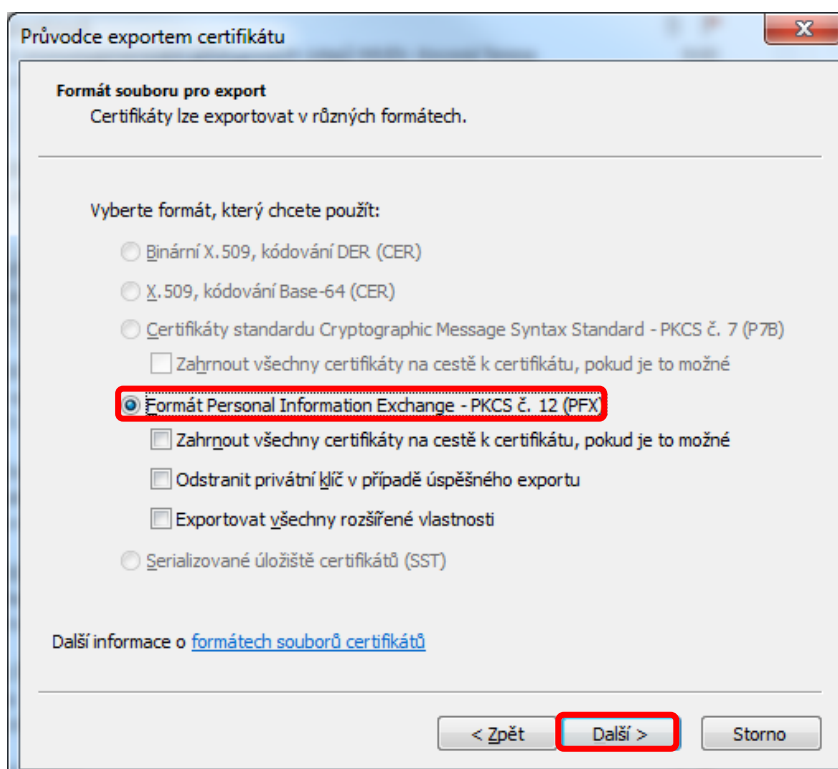 Průvodce exportem certifikátu
Formát souboru pro export
Certifikáty lze exportovat v různých formátech.
Vyberte formát, který chcete použít:
Binární X.509, kódování DER (CER)
X.509, kódování Base-64 (CER)
Certifikáty standardu Cryptographic Message Syntax Standard - PKCS č. 7 (P7B)
Zahrnout všechny certifikáty na cestě k certifikátu, pokud je to možné
Formát Personal Information Exchange - PKCS č. 12 (PFX)
Zahrnout všechny certifikáty na cestě k certifikátu, pokud je to možné
Odstranit privátní klíč v případě úspěšného exportu
Exportovat všechny rozšířené vlastnosti
Serializované úložiště certifikátů (SST)
Další informace o formátech souborů certifikátů
< Zpět Další > Storno